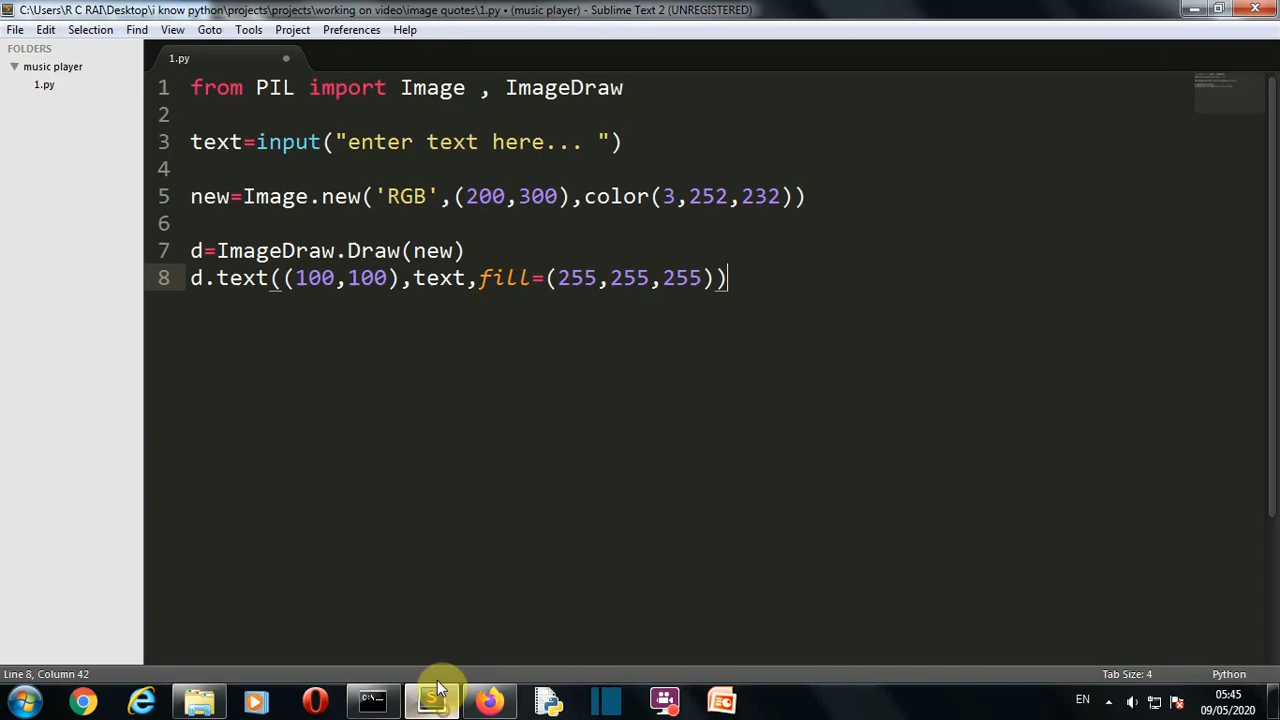 C:\Users\R C RAI\Desktop\i know python\projects\projects\working on video\image-quotes\1.py • (music player) - Sublime Text 2 (UNREGISTERED)
File Edit Selection Find View Goto Tools Project Preferences Help
FOLDERS
music player
1.py
1.py
1 from PIL import Image , ImageDraw
2
3 text=input("enter text here... ")
4
5 new=Image.new('RGB',(200,300),color(3,252,232))
6
7 d=ImageDraw.Draw(new)
8 d.text((100,100),text,fill=(255,255,255))
Line 8, Column 42
Tab Size: 4
Python
EN
05:45
09/05/2020